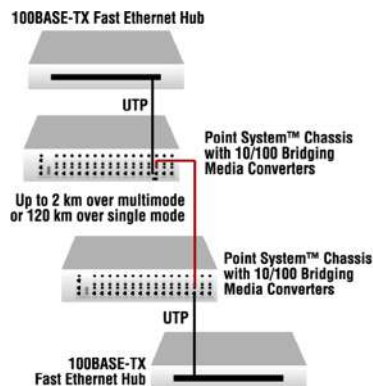 100BASE-TX Fast Ethernet Hub
UTP
Point System™ Chassis
with 10/100 Bridging
Media Converters
Up to 2 km over multimode
or 120 km over single mode
Point System™ Chassis
with 10/100 Bridging
Media Converters
UTP
100BASE-TX
Fast Ethernet Hub